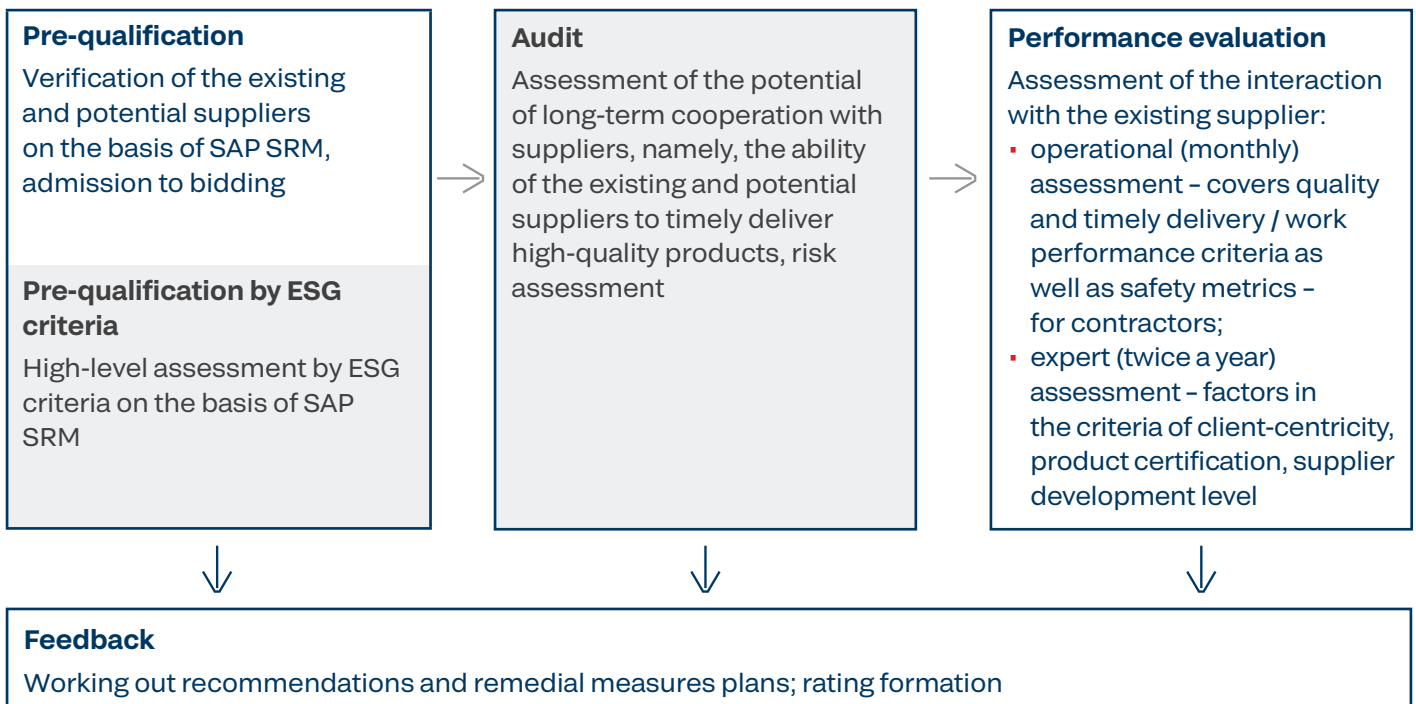 Pre-qualification
Verification of the existing
and potential suppliers
on the basis of SAP SRM,
admission to bidding
Pre-qualification by ESG
criteria
High-level assessment by ESG
criteria on the basis of SAP
SRM
Audit
Assessment of the potential
of long-term cooperation with
suppliers, namely, the ability
of the existing and potential
suppliers to timely deliver
high-quality products, risk
assessment
Performance evaluation
Assessment of the interaction
with the existing supplier:
▪ operational (monthly)
assessment – covers quality
and timely delivery / work
performance criteria as
well as safety metrics –
for contractors;
▪ expert (twice a year)
assessment – factors in
the criteria of client-centricity,
product certification, supplier
development level
Feedback
Working out recommendations and remedial measures plans; rating formation